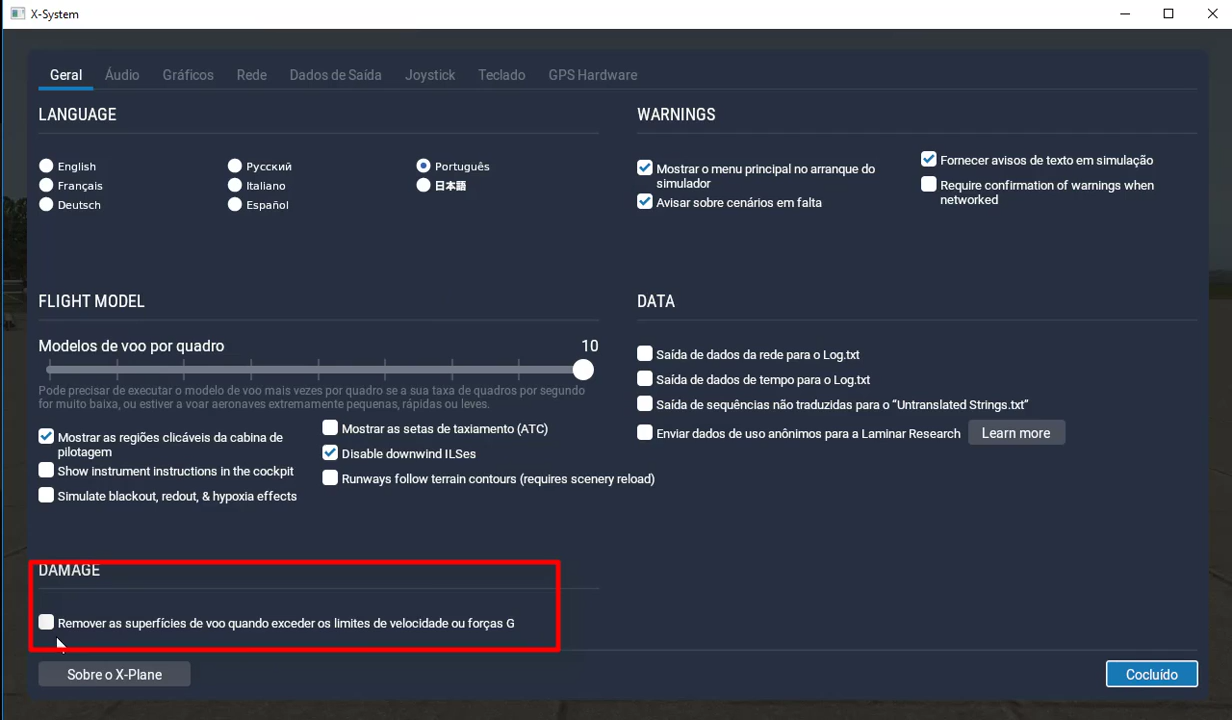 X-System
Geral Áudio Gráficos Rede Dados de Saída Joystick Teclado GPS Hardware
LANGUAGE
English
Français
Deutsch
Русский
Italiano
Español
Português
日本語
WARNINGS
Mostrar o menu principal no arranque do
simulador
Avisar sobre cenários em falta
Fornecer avisos de texto em simulação
Require confirmation of warnings when
networked
FLIGHT MODEL
Modelos de voo por quadro 10
Pode precisar de executar o modelo de voo mais vezes por quadro se a sua taxa de quadros por segundo
for muito baixa, ou estiver a voar aeronaves extremamente pequenas, rápidas ou leves.
Mostrar as regiões clicáveis da cabina de
pilotagem
Show instrument instructions in the cockpit
Simulate blackout, redout, & hypoxia effects
Mostrar as setas de taxiamento (ATC)
Disable downwind ILSes
Runways follow terrain contours (requires scenery reload)
DATA
Saída de dados da rede para o Log.txt
Saída de dados de tempo para o Log.txt
Saída de sequências não traduzidas para o “Untranslated Strings.txt”
Enviar dados de uso anônimos para a Laminar Research Learn more
DAMAGE
Remover as superfícies de voo quando exceder os limites de velocidade ou forças G
Sobre o X-Plane
Cocluído